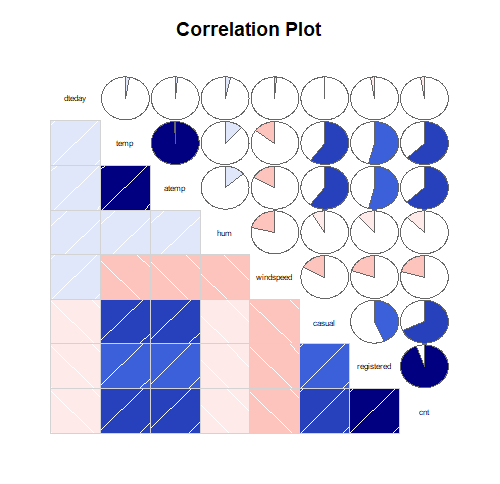 Correlation Plot
dteday
temp
atemp
hum
windspeed
casual
registered
cnt